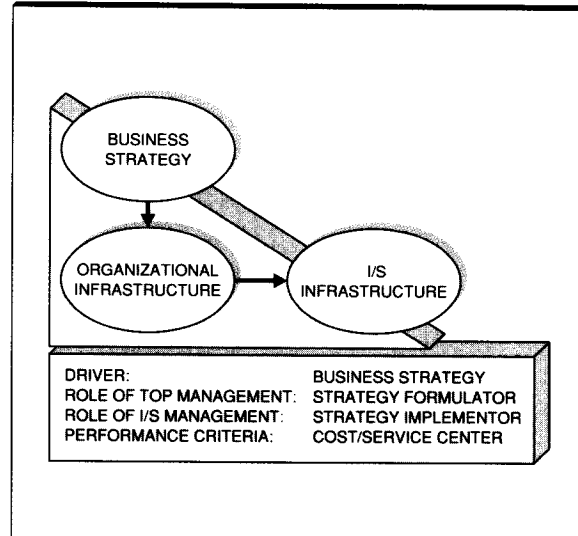 BUSINESS
STRATEGY
ORGANIZATIONAL
INFRASTRUCTURE
I/S
INFRASTRUCTURE
DRIVER: BUSINESS STRATEGY
ROLE OF TOP MANAGEMENT: STRATEGY FORMULATOR
ROLE OF I/S MANAGEMENT: STRATEGY IMPLEMENTOR
PERFORMANCE CRITERIA: COST/SERVICE CENTER